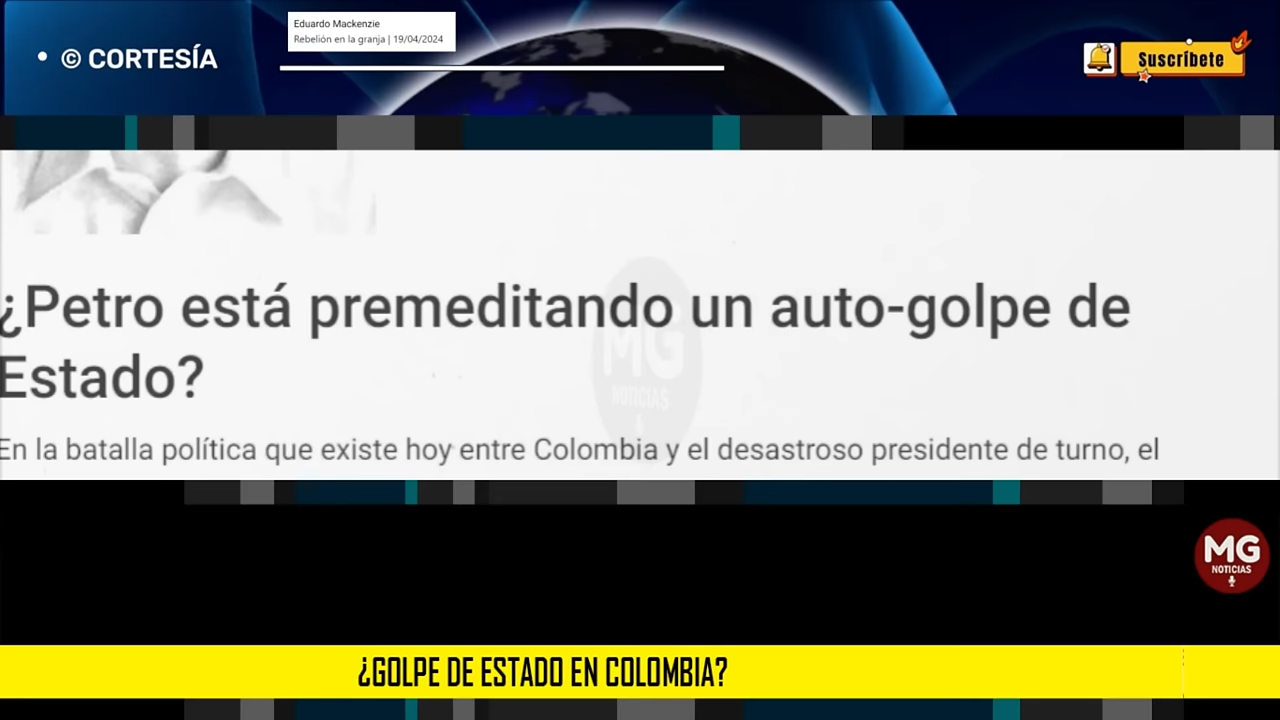 © CORTESÍA
Eduardo Mackenzie
Rebelión en la granja | 19/04/2024
Suscríbete
¿Petro está premeditando un auto-golpe de
Estado?
En la batalla política que existe hoy entre Colombia y el desastroso presidente de turno, el
MG
NOTICIAS
MG
NOTICIAS
¿GOLPE DE ESTADO EN COLOMBIA?